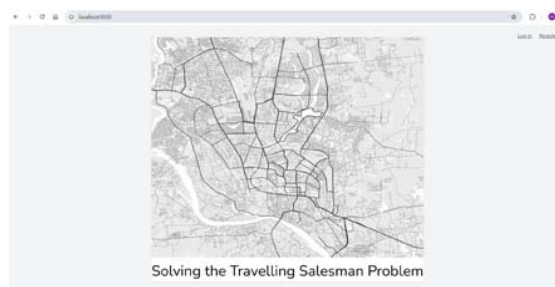 localhost:8000
Log in Register
Solving the Travelling Salesman Problem